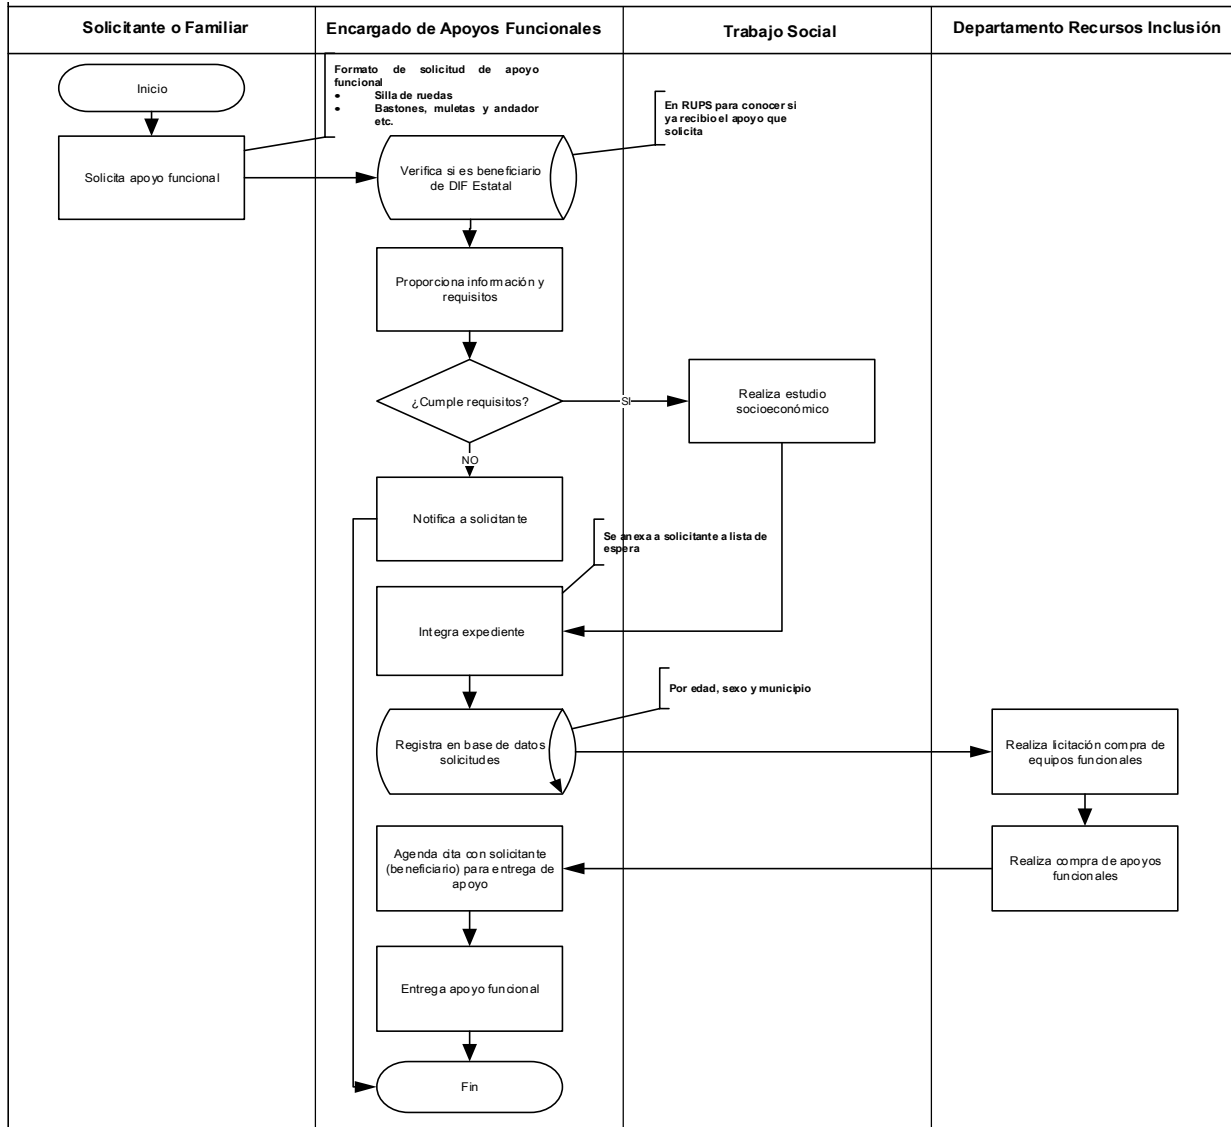 Solicitante o Familiar
Encargado de Apoyos Funcionales
Trabajo Social
Departamento Recursos Inclusión
Inicio
Formato de solicitud de apoyo
funcional
• Silla de ruedas
• Bastones, muletas y andador
etc.
En RUPS para conocer si
ya recibio el apoyo que
solicita
Solicita apoyo funcional
Verifica si es beneficiario
de DIF Estatal
Proporciona información y
requisitos
¿Cumple requisitos?
SI
Realiza estudio
socioeconómico
NO
Notifica a solicitante
Se anexa a solicitante a lista de
espera
Integra expediente
Por edad, sexo y municipio
Registra en base de datos
solicitudes
Realiza licitación compra de
equipos funcionales
Agenda cita con solicitante
(beneficiario) para entrega de
apoyo
Realiza compra de apoyos
funcionales
Entrega apoyo funcional
Fin